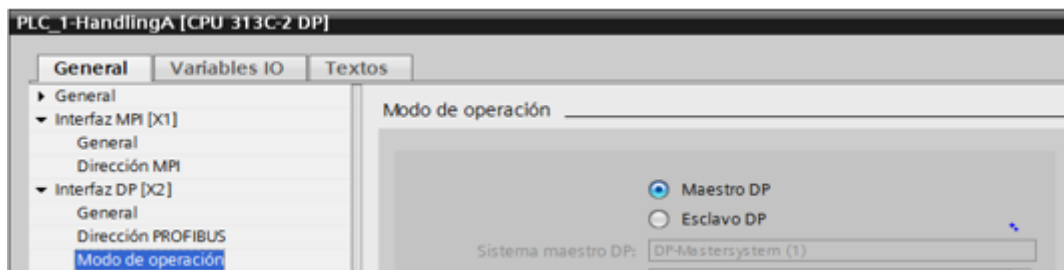 PLC_1-HandlingA [CPU 313C-2 DP]
General
Variables IO
Textos
General
Interfaz MPI [X1]
General
Dirección MPI
Interfaz DP [X2]
General
Dirección PROFIBUS
Modo de operación
Modo de operación
Maestro DP
Esclavo DP
Sistema maestro DP: DP-Mastersystem (1)